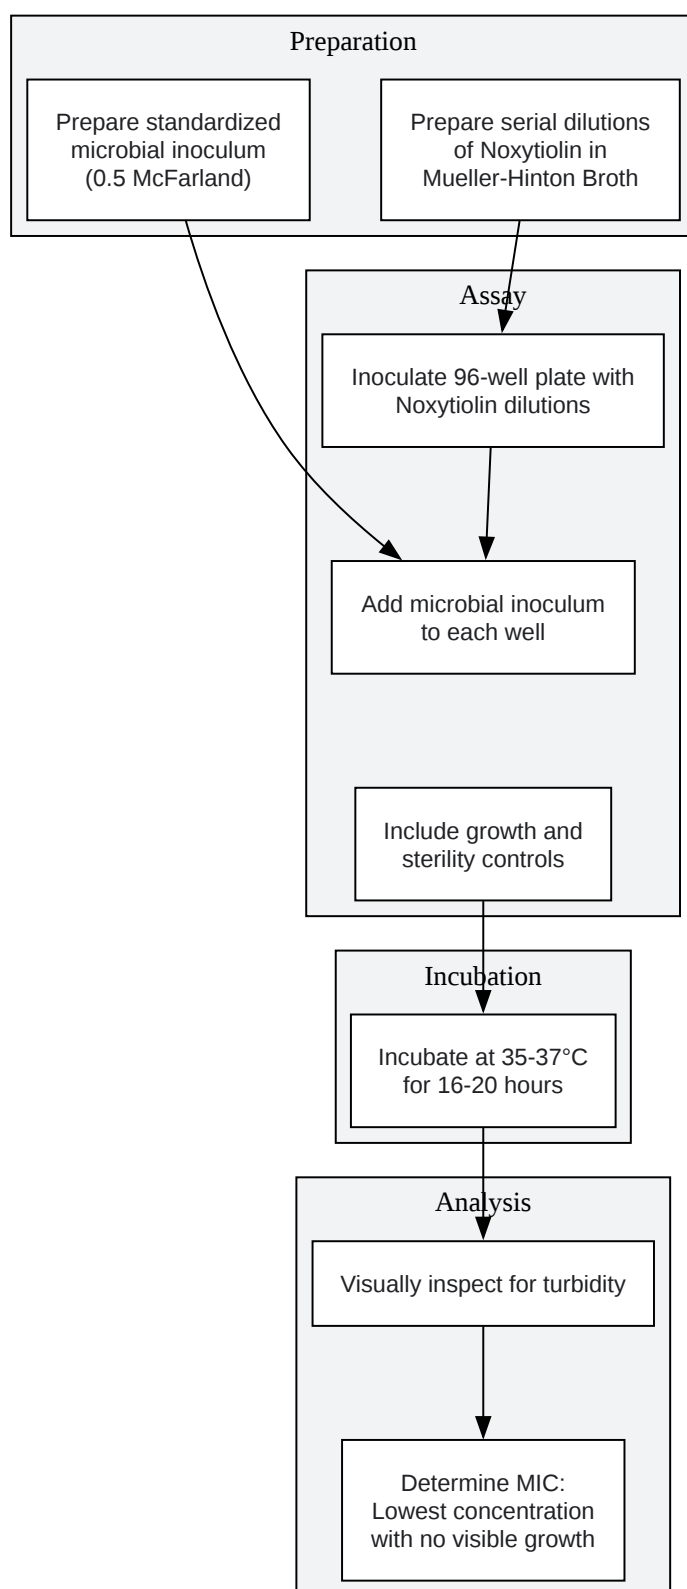 Preparation
Prepare standardized
microbial inoculum
(0.5 McFarland)
Prepare serial dilutions
of Noxytiolin in
Mueller-Hinton Broth
Assay
Inoculate 96-well plate with
Noxytiolin dilutions
Add microbial inoculum
to each well
Include growth and
sterility controls
Incubation
Incubate at 35-37°C
for 16-20 hours
Analysis
Visually inspect for turbidity
Determine MIC:
Lowest concentration
with no visible growth